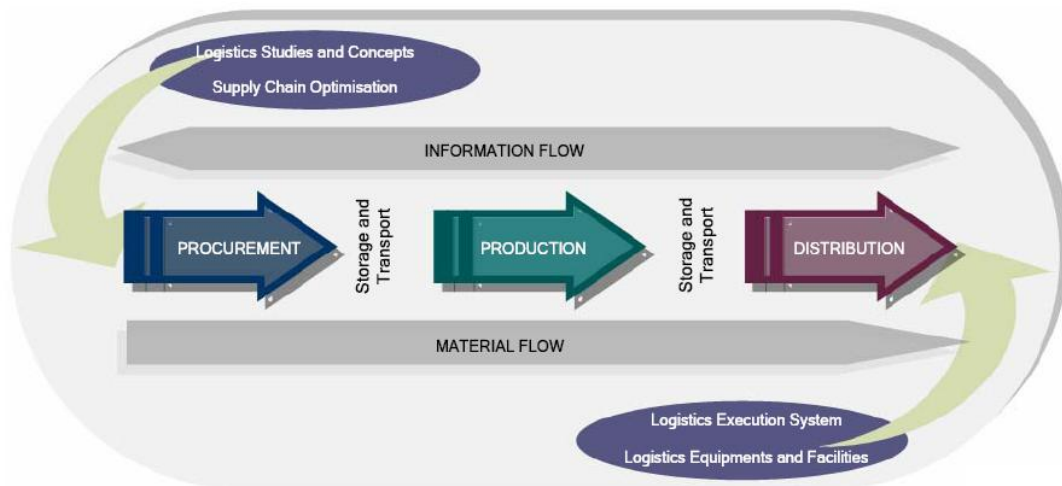 Logistics Studies and Concepts
Supply Chain Optimisation
INFORMATION FLOW
PROCUREMENT
Storage and
Transport
PRODUCTION
Storage and
Transport
DISTRIBUTION
MATERIAL FLOW
Logistics Execution System
Logistics Equipments and Facilities